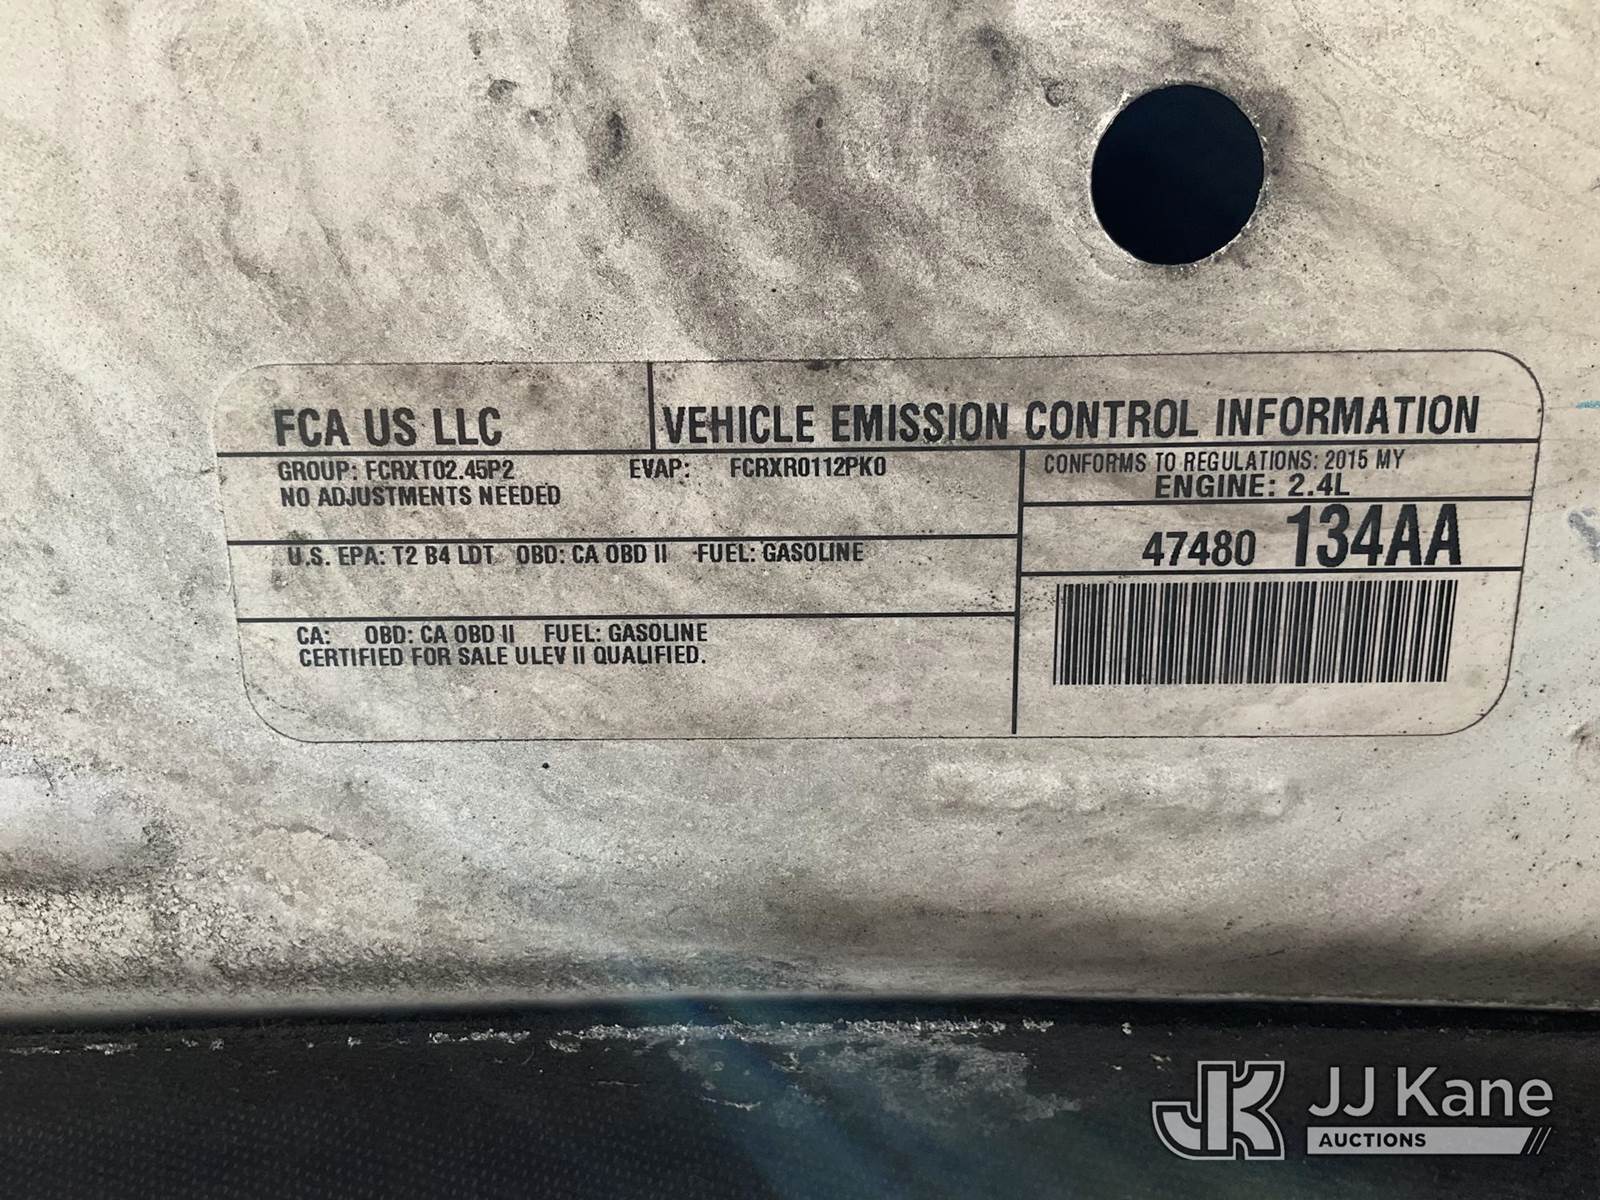 FCA US LLC VEHICLE EMISSION CONTROL INFORMATION
GROUP: FCRXT02.45P2 EVAP: FCRXR0112PK0
NO ADJUSTMENTS NEEDED
CONFORMS TO REGULATIONS: 2015 MY
ENGINE: 2.4L
47480 134AA
U.S. EPA: T2 B4 LDT OBD: CA OBD II FUEL: GASOLINE
CA: OBD: CA OBD II FUEL: GASOLINE
CERTIFIED FOR SALE ULEV II QUALIFIED.
JK JJ Kane
AUCTIONS